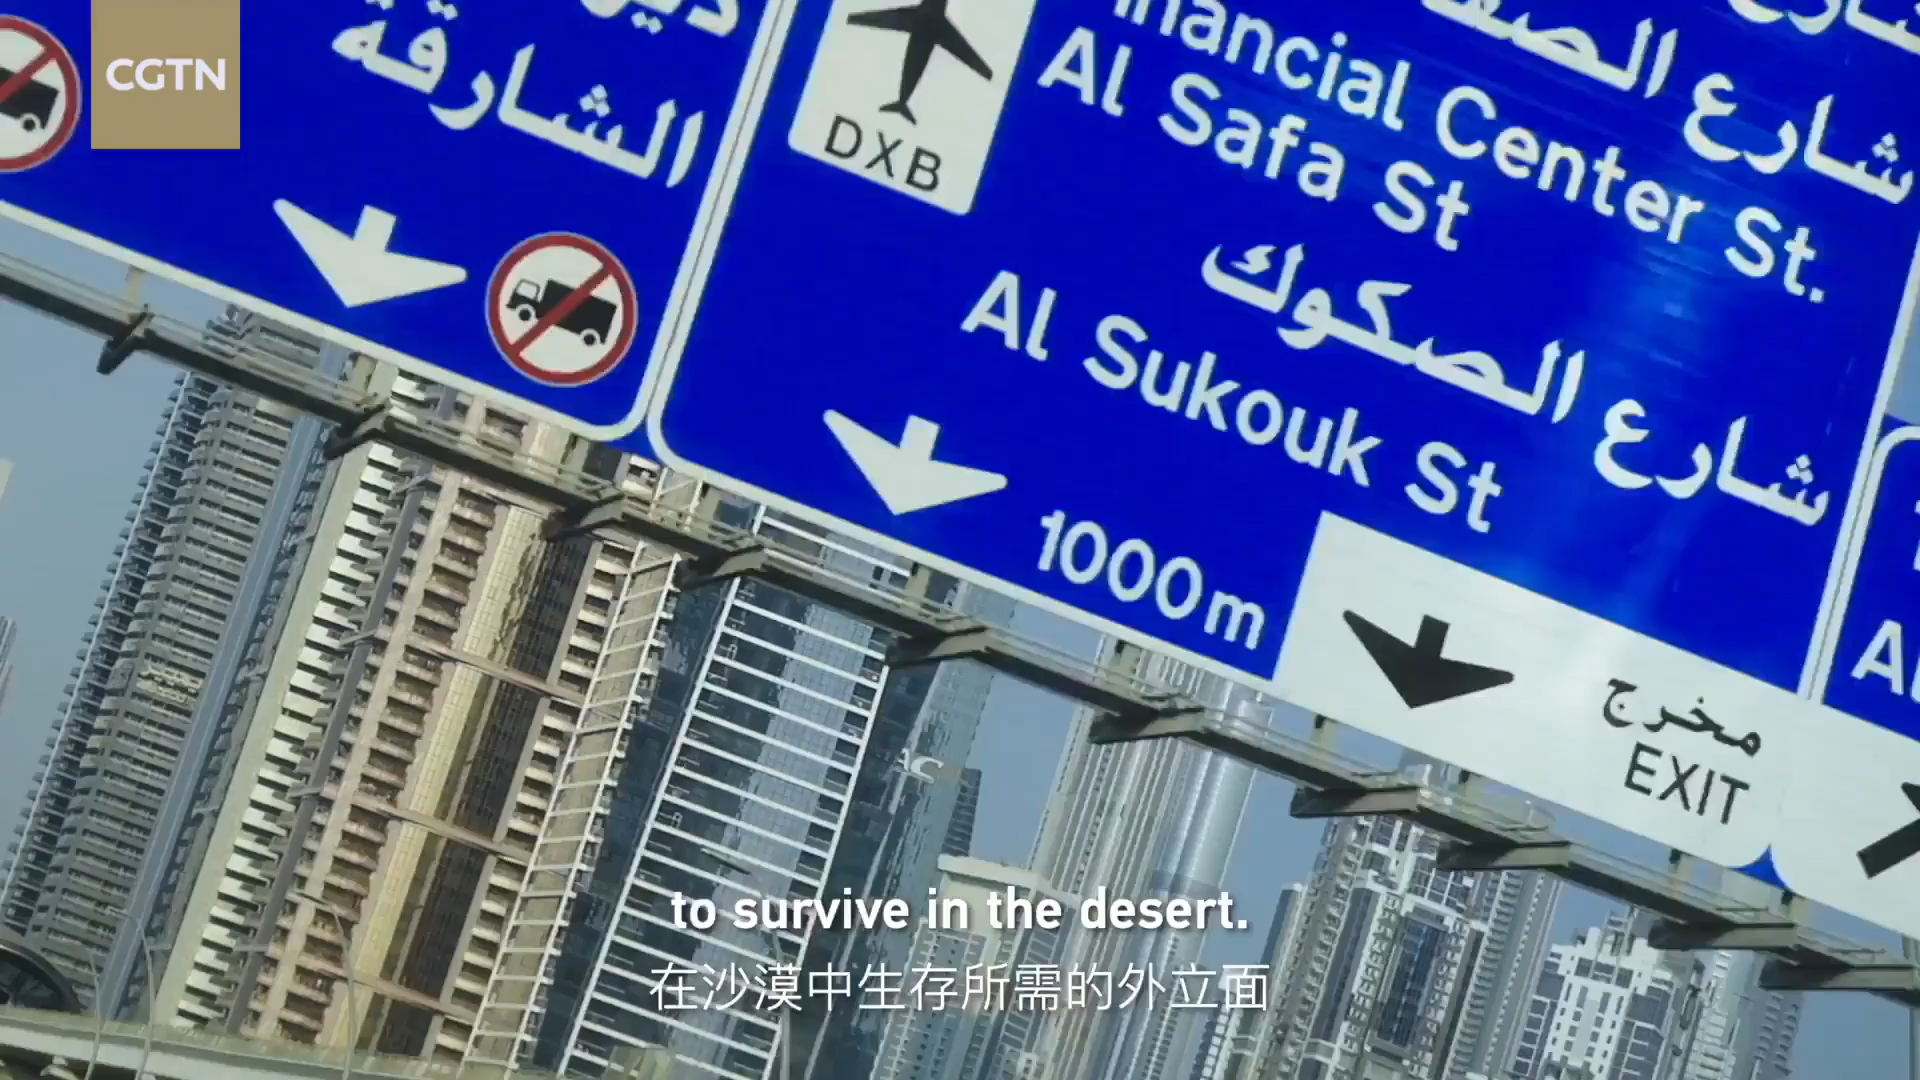 CGTN
الشارقة
DXB
Financial Center St.
شارع الصفا
Al Safa St
شارع الصكوك
Al Sukouk St
1000m
مخرج
EXIT
to survive in the desert.
在沙漠中生存所需的外立面